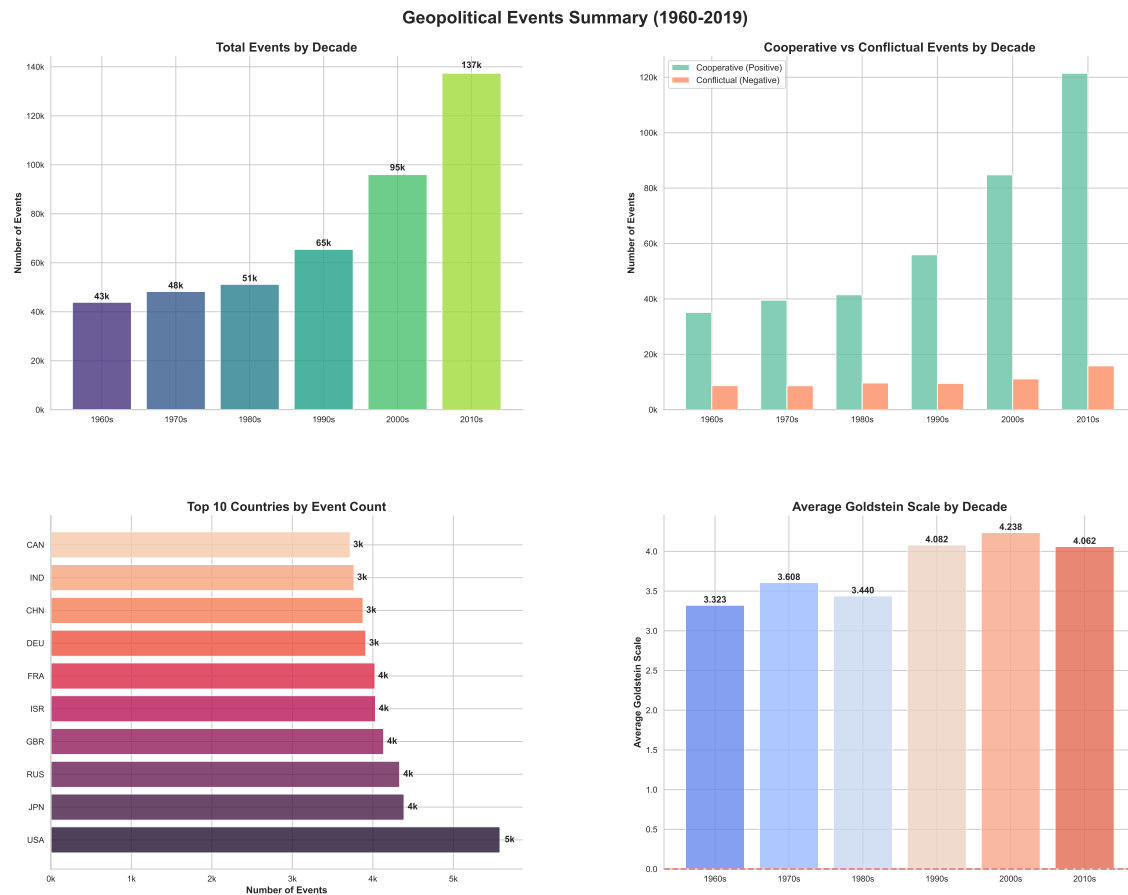 Geopolitical Events Summary (1960-2019)
Total Events by Decade
Number of Events
140k
120k
100k
80k
60k
40k
20k
0k
43k
48k
51k
65k
95k
137k
1960s
1970s
1980s
1990s
2000s
2010s
Cooperative vs Conflictual Events by Decade
Cooperative (Positive)
Conflictual (Negative)
Number of Events
120k
100k
80k
60k
40k
20k
0k
1960s
1970s
1980s
1990s
2000s
2010s
Top 10 Countries by Event Count
CAN 3k
IND 3k
CHN 3k
DEU 3k
FRA 4k
ISR 4k
GBR 4k
RUS 4k
JPN 4k
USA 5k
0k 1k 2k 3k 4k 5k
Number of Events
Average Goldstein Scale by Decade
Average Goldstein Scale
4.0
3.5
3.0
2.5
2.0
1.5
1.0
0.5
0.0
3.323
3.608
3.440
4.082
4.238
4.062
1960s
1970s
1980s
1990s
2000s
2010s